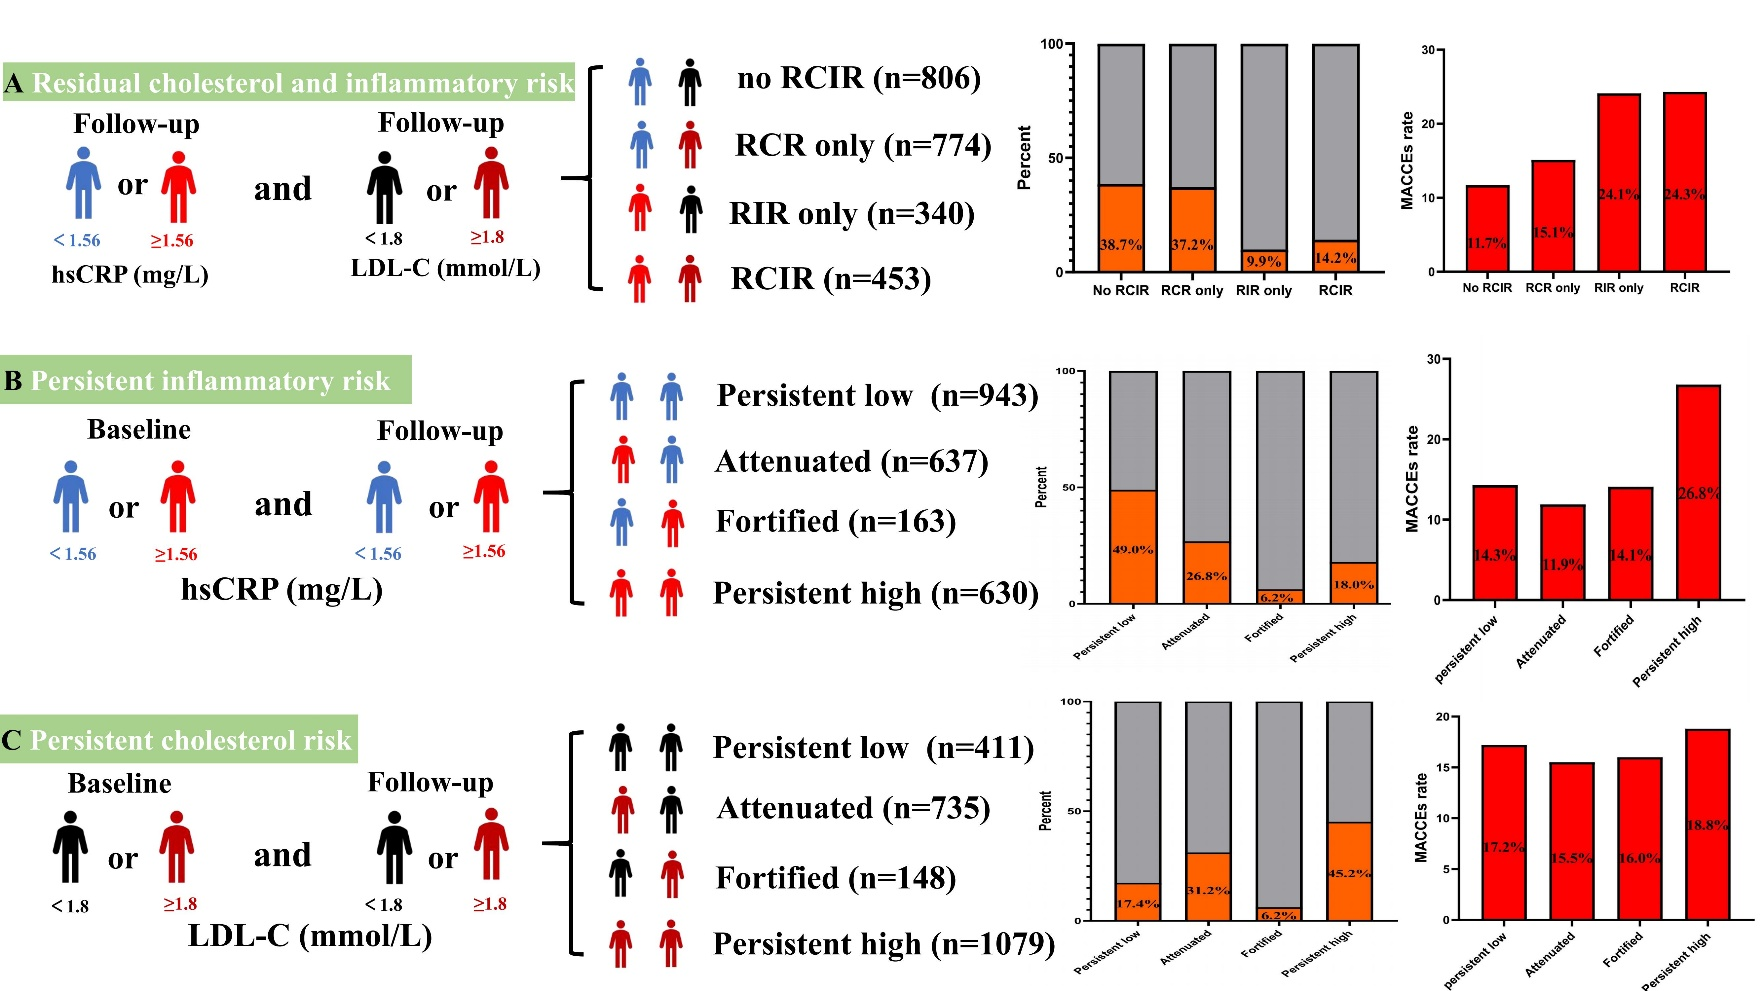 A Residual cholesterol and inflammatory risk
Follow-up
Follow-up
or
and
or
< 1.56
≥1.56
< 1.8
≥1.8
hsCRP (mg/L)
LDL-C (mmol/L)
no RCIR (n=806)
RCR only (n=774)
RIR only (n=340)
RCIR (n=453)
Percent
100
50
0
38.7%
37.2%
9.9%
14.2%
No RCIR
RCR only
RIR only
RCIR
MACCEs rate
30
20
10
0
11.7%
15.1%
24.1%
24.3%
No RCIR
RCR only
RIR only
RCIR
B Persistent inflammatory risk
Baseline
Follow-up
or
and
or
< 1.56
≥1.56
< 1.56
≥1.56
hsCRP (mg/L)
Persistent low (n=943)
Attenuated (n=637)
Fortified (n=163)
Persistent high (n=630)
Percent
100
50
0
49.0%
26.8%
6.2%
18.0%
Persistent low
Attenuated
Fortified
Persistent high
MACCEs rate
30
20
10
0
14.3%
11.9%
14.1%
26.8%
persistent low
Attenuated
Fortified
Persistent high
C Persistent cholesterol risk
Baseline
Follow-up
or
and
or
< 1.8
≥1.8
< 1.8
≥1.8
LDL-C (mmol/L)
Persistent low (n=411)
Attenuated (n=735)
Fortified (n=148)
Persistent high (n=1079)
Percent
100
50
0
17.4%
31.2%
6.2%
45.2%
Persistent low
Attenuated
Fortified
Persistent high
MACCEs rate
20
15
10
5
0
17.2%
15.5%
16.0%
18.8%
persistent low
Attenuated
Fortified
Persistent high